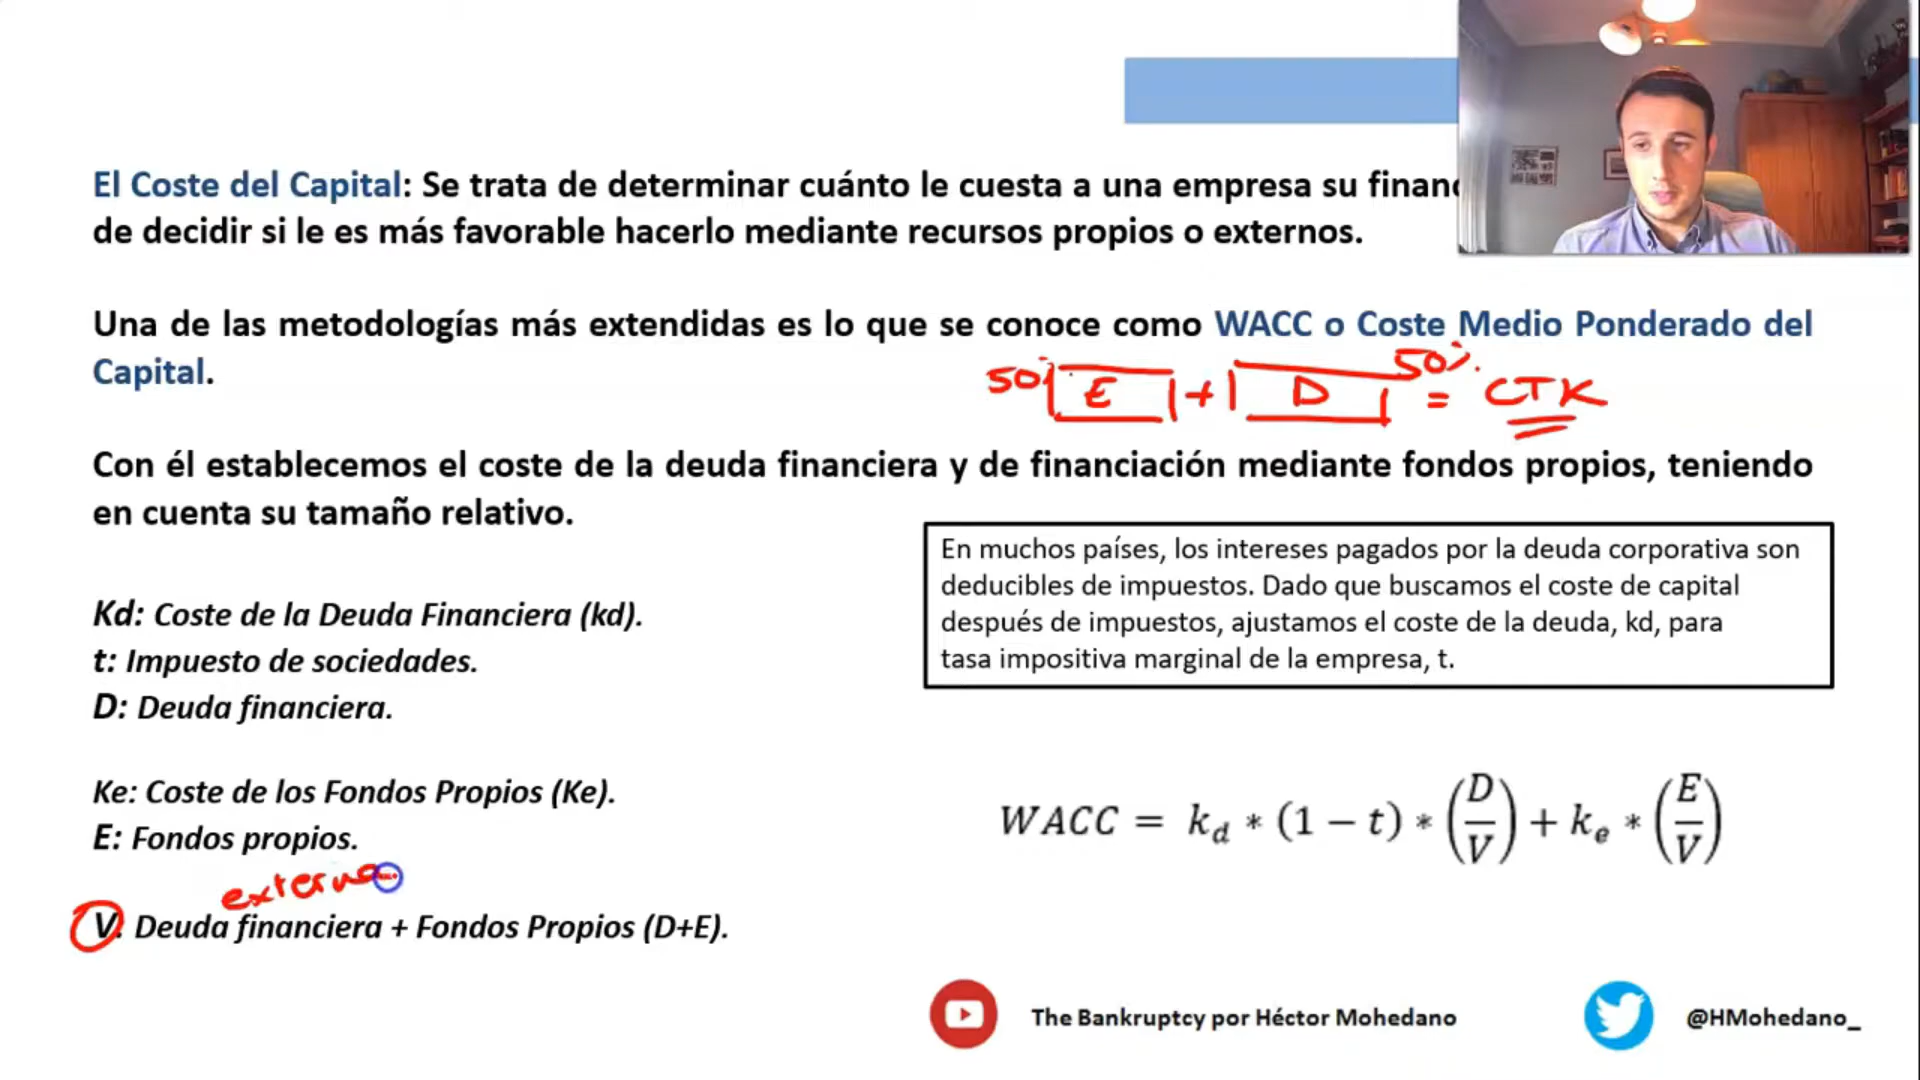 El Coste del Capital: Se trata de determinar cuánto le cuesta a una empresa su
de decidir si le es más favorable hacerlo mediante recursos propios o externos.
Una de las metodologías más extendidas es lo que se conoce como WACC o Coste Medio Ponderado del
Capital.
50% E + D 50% = CTK
Con él establecemos el coste de la deuda financiera y de financiación mediante fondos propios, teniendo
en cuenta su tamaño relativo.
En muchos países, los intereses pagados por la deuda corporativa son
deducibles de impuestos. Dado que buscamos el coste de capital
después de impuestos, ajustamos el coste de la deuda, kd, para
tasa impositiva marginal de la empresa, t.
Kd: Coste de la Deuda Financiera (kd).
t: Impuesto de sociedades.
D: Deuda financiera.
Ke: Coste de los Fondos Propios (Ke).
E: Fondos propios.
externa
V: Deuda financiera + Fondos Propios (D+E).
WACC = k_d * (1 − t) * (D/V) + k_e * (E/V)
The Bankruptcy por Héctor Mohedano
@HMohedano_